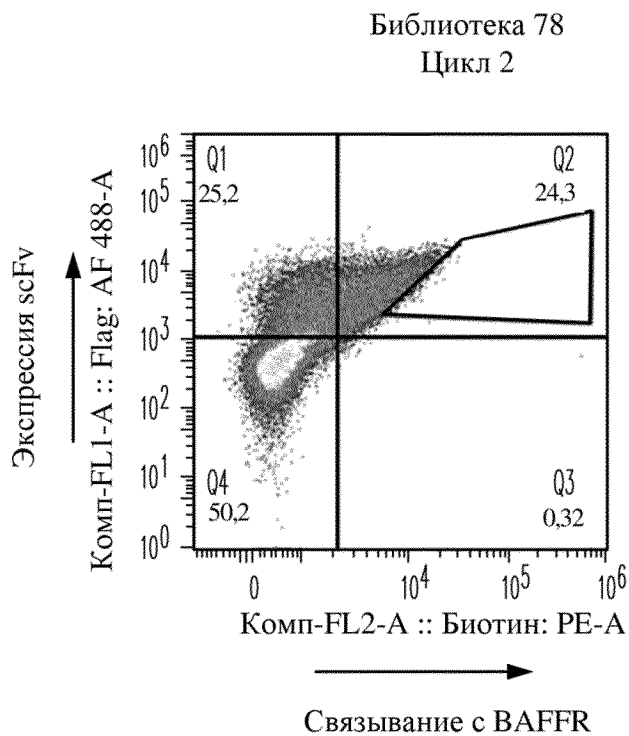 Библиотека 78
Цикл 2
Экспрессия scFv
Комп-FL1-A :: Flag: AF 488-A
10^6
10^5
10^4
10^3
10^2
10^1
10^0
Q1
25,2
Q2
24,3
Q4
50,2
Q3
0,32
0
10^4
10^5
10^6
Комп-FL2-A :: Биотин: PE-A
Связывание с BAFFR